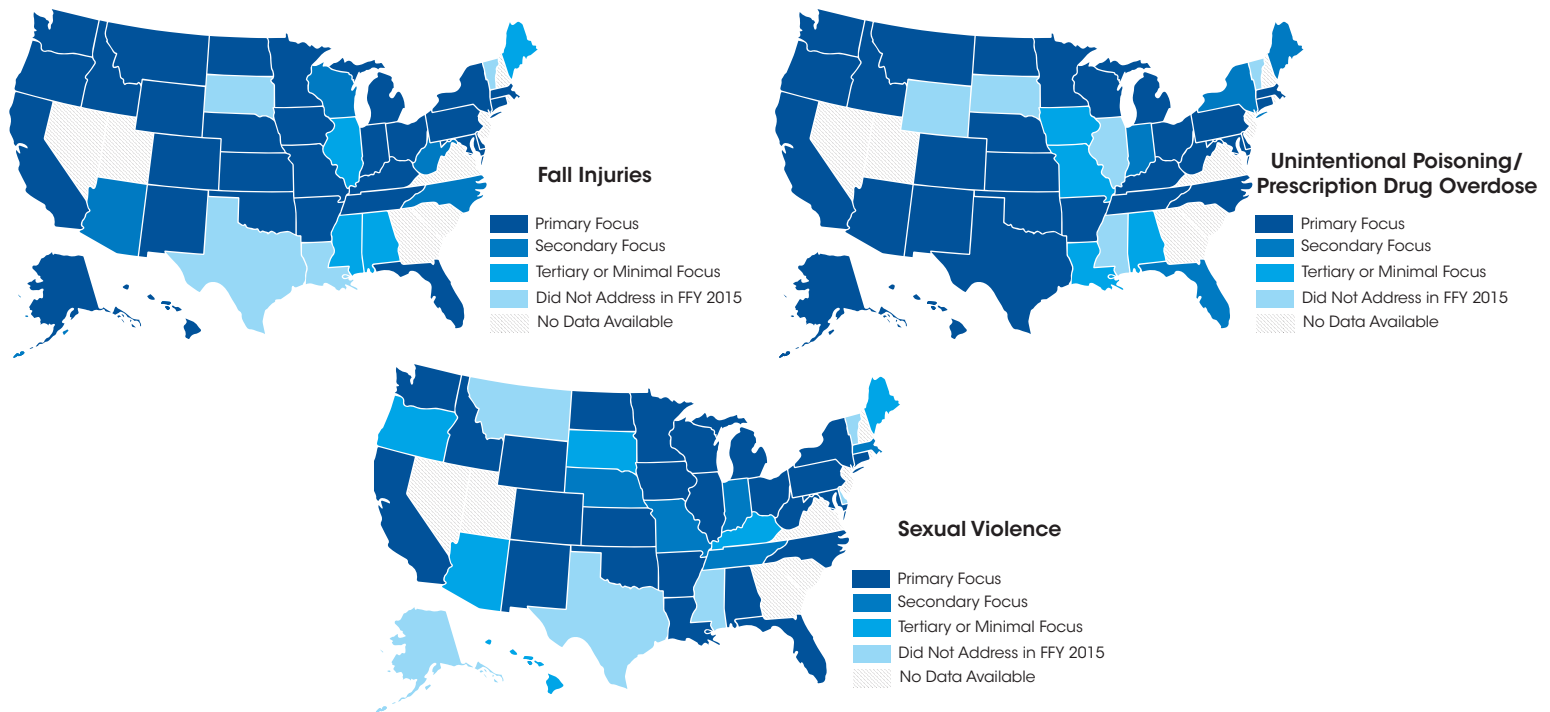 Fall Injuries
Primary Focus
Secondary Focus
Tertiary or Minimal Focus
Did Not Address in FFY 2015
No Data Available
Unintentional Poisoning/
Prescription Drug Overdose
Primary Focus
Secondary Focus
Tertiary or Minimal Focus
Did Not Address in FFY 2015
No Data Available
Sexual Violence
Primary Focus
Secondary Focus
Tertiary or Minimal Focus
Did Not Address in FFY 2015
No Data Available